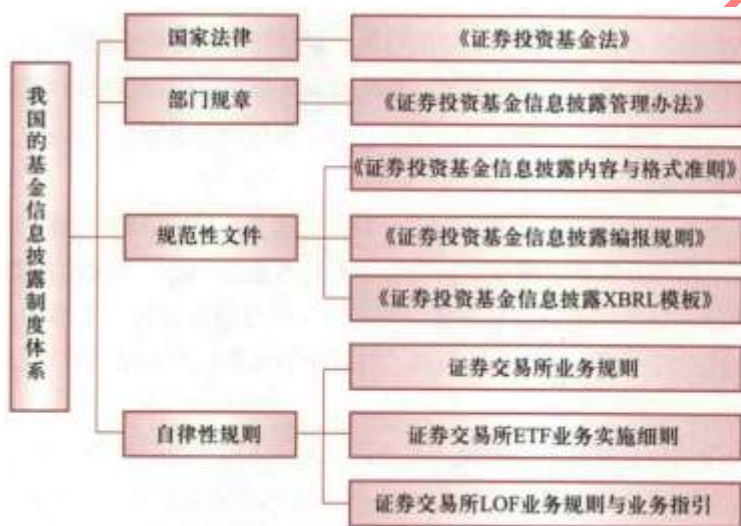 我国的基金信息披露制度体系
国家法律
《证券投资基金法》
部门规章
《证券投资基金信息披露管理办法》
规范性文件
《证券投资基金信息披露内容与格式准则》
《证券投资基金信息披露编报规则》
《证券投资基金信息披露XBRL模板》
自律性规则
证券交易所业务规则
证券交易所ETF业务实施细则
证券交易所LOF业务规则与业务指引